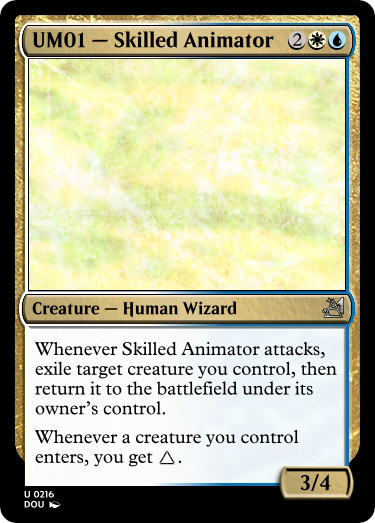 UM01 — Skilled Animator 2
Creature — Human Wizard
Whenever Skilled Animator attacks,
exile target creature you control, then
return it to the battlefield under its
owner's control.
Whenever a creature you control
enters, you get △.
3/4
U 0216
DOU